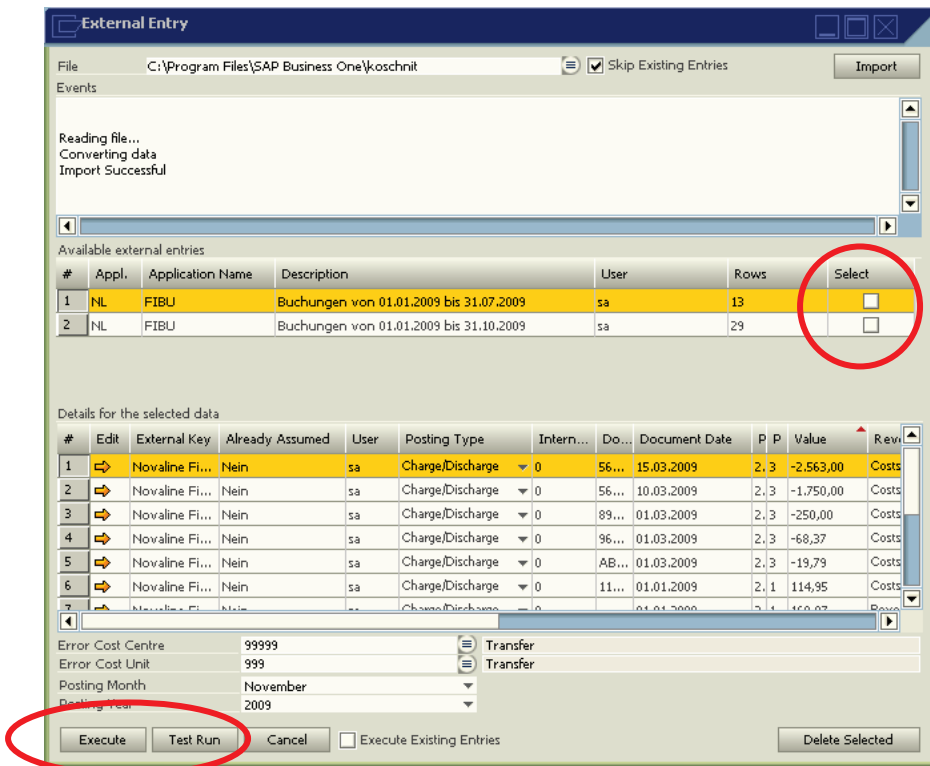 External Entry
File C:\Program Files\SAP Business One\koschnit Skip Existing Entries Import
Events
Reading file...
Converting data
Import Successful
Available external entries
# Appl. Application Name Description User Rows Select
1 NL FIBU Buchungen von 01.01.2009 bis 31.07.2009 sa 13
2 NL FIBU Buchungen von 01.01.2009 bis 31.10.2009 sa 29
Details for the selected data
# Edit External Key Already Assumed User Posting Type Intern... Do... Document Date P P Value Rev
1 Novaline Fi... Nein sa Charge/Discharge 0 56... 15.03.2009 2. 3 -2.563,00 Costs
2 Novaline Fi... Nein sa Charge/Discharge 0 56... 10.03.2009 2. 3 -1.750,00 Costs
3 Novaline Fi... Nein sa Charge/Discharge 0 89... 01.03.2009 2. 3 -250,00 Costs
4 Novaline Fi... Nein sa Charge/Discharge 0 96... 01.03.2009 2. 3 -68,37 Costs
5 Novaline Fi... Nein sa Charge/Discharge 0 AB... 01.03.2009 2. 3 -19,79 Costs
6 Novaline Fi... Nein sa Charge/Discharge 0 11... 01.01.2009 2. 1 114,95 Costs
Error Cost Centre 99999 Transfer
Error Cost Unit 999 Transfer
Posting Month November
Posting Year 2009
Execute Test Run Cancel Execute Existing Entries Delete Selected